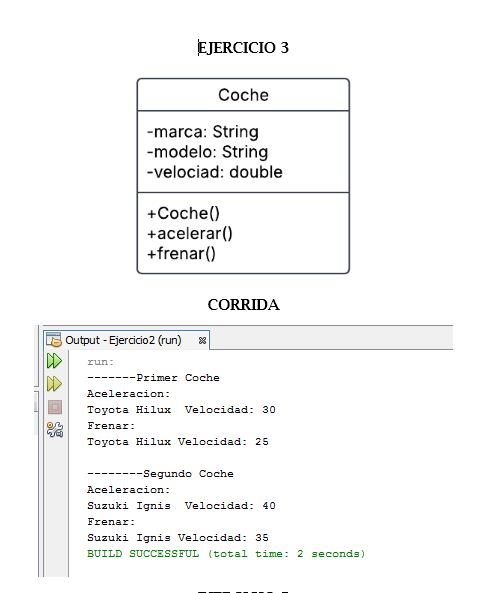 EJERCICIO 3
Coche
-marca: String
-modelo: String
-velociad: double
+Coche()
+acelerar()
+frenar()
CORRIDA
Output - Ejercicio2 (run)
run:
-------Primer Coche
Aceleracion:
Toyota Hilux  Velocidad: 30
Frenar:
Toyota Hilux Velocidad: 25
--------Segundo Coche
Aceleracion:
Suzuki Ignis  Velocidad: 40
Frenar:
Suzuki Ignis Velocidad: 35
BUILD SUCCESSFUL (total time: 2 seconds)